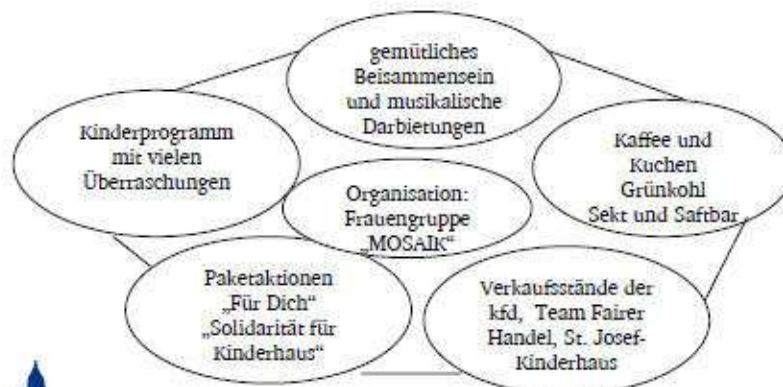 gemütliches
Beisammensein
und musikalische
Darbietungen
Kinderprogramm
mit vielen
Überraschungen
Kaffee und
Kuchen
Grünkohl
Sekt und Saftbar
Organisation:
Frauengruppe
„MOSAIK“
Paketaktionen
„Für Dich“
„Solidarität für
Kinderhaus“
Verkaufsstände der
kfd, Team Fairer
Handel, St. Josef-
Kinderhaus